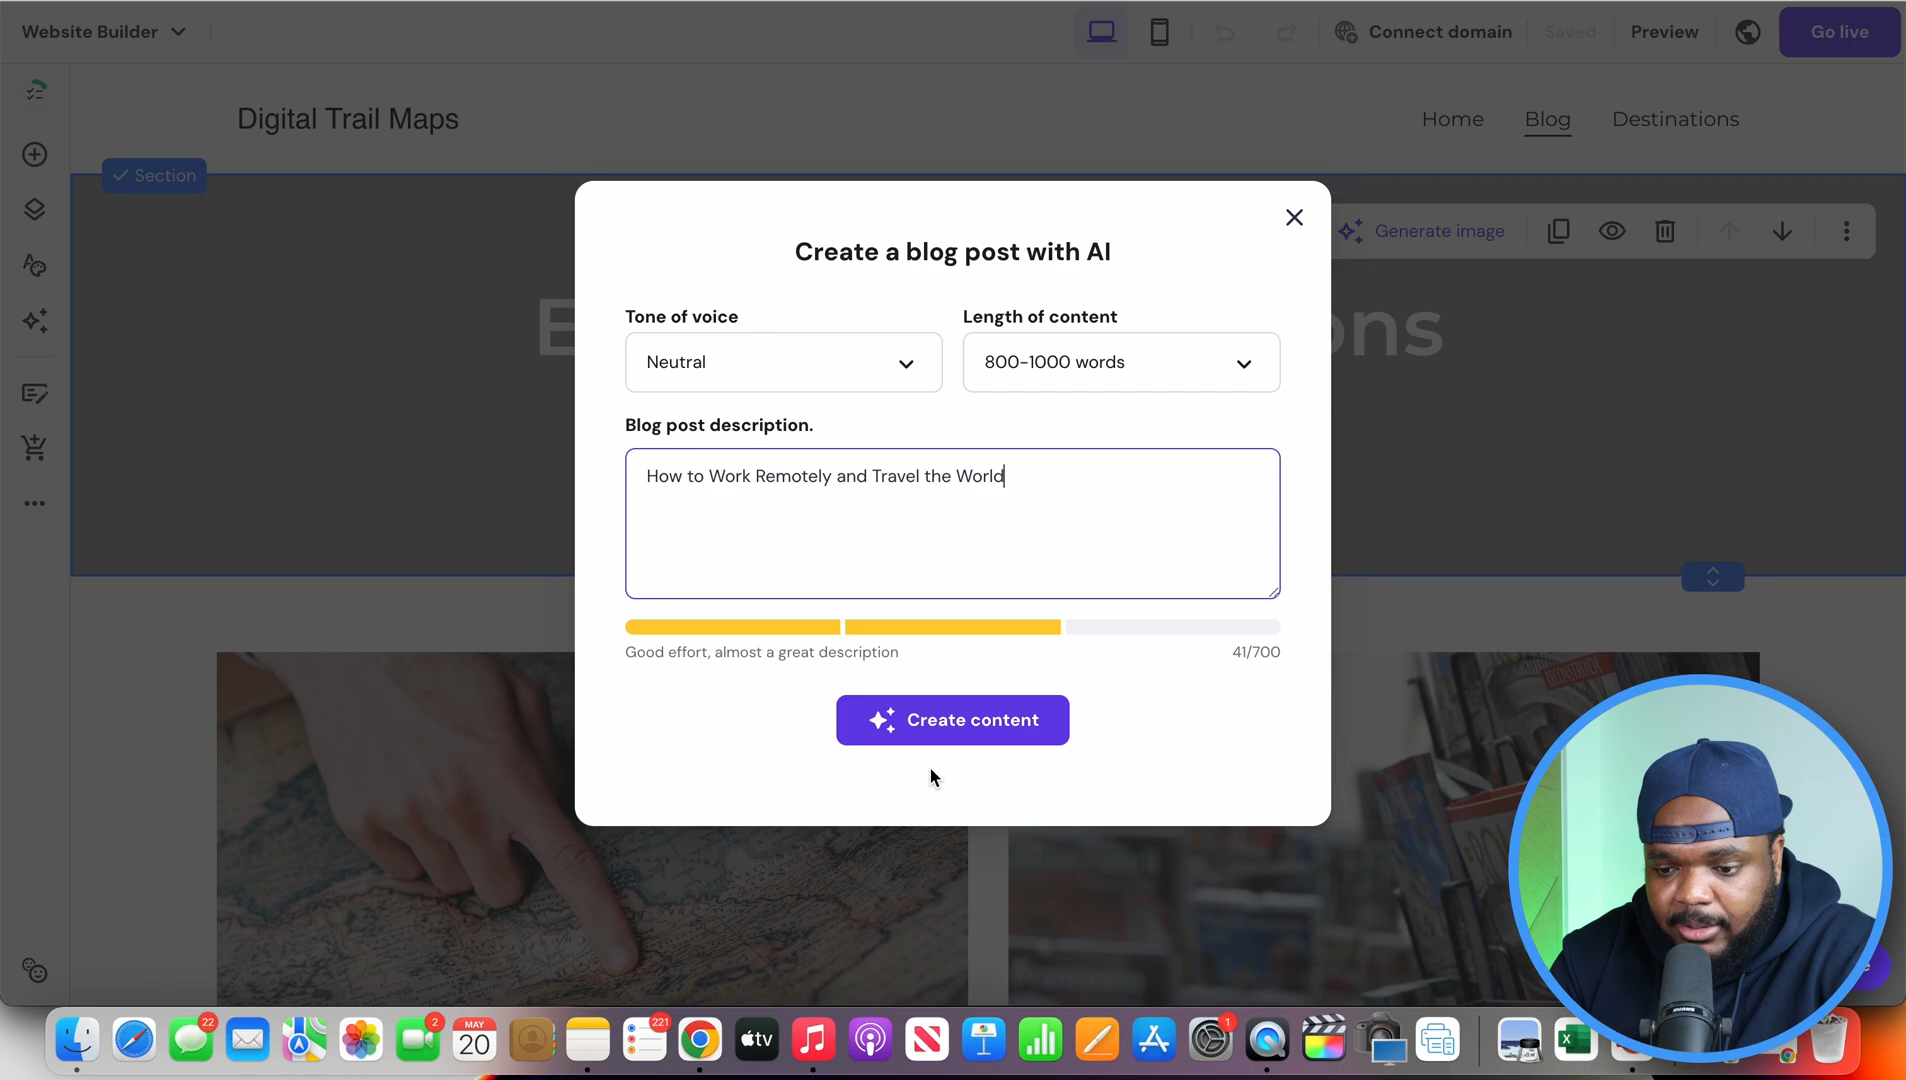 Website Builder
Connect domain
Saved
Preview
Go live
Digital Trail Maps
Home
Blog
Destinations
Section
Generate image
ons
Create a blog post with AI
Tone of voice
Length of content
Neutral
800-1000 words
Blog post description.
How to Work Remotely and Travel the World
Good effort, almost a great description
41/700
Create content
22
2
MAY
20
221
tv
1